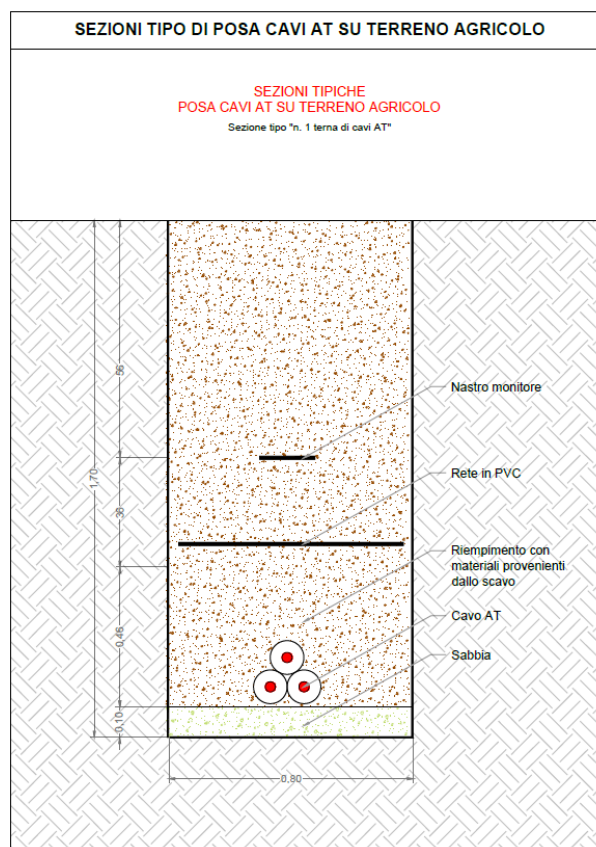 SEZIONI TIPO DI POSA CAVI AT SU TERRENO AGRICOLO
SEZIONI TIPICHE
POSA CAVI AT SU TERRENO AGRICOLO
Sezione tipo "n. 1 terna di cavi AT"
Nastro monitore
Rete in PVC
Riempimento con
materiali provenienti
dallo scavo
Cavo AT
Sabbia
1,70
,36
0,46
0,10
0,80